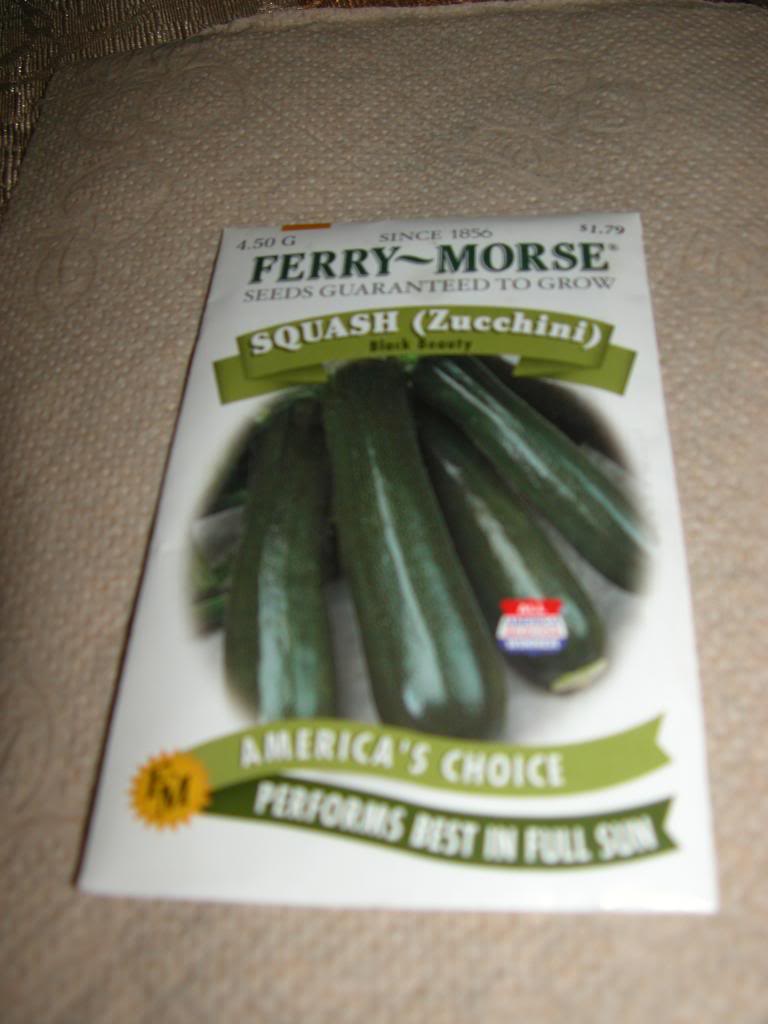 4.50 G
SINCE 1856
$1.79
FERRY~MORSE®
SEEDS GUARANTEED TO GROW
SQUASH (Zucchini)
Black Beauty
AMERICA'S CHOICE
FM
PERFORMS BEST IN FULL SUN